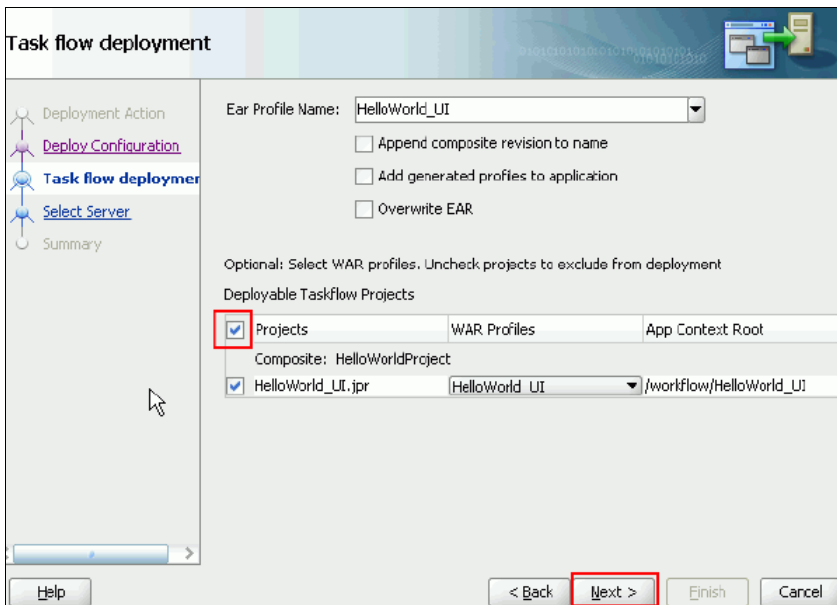 Task flow deployment
Deployment Action
Deploy Configuration
Task flow deploymer
Select Server
Summary
Ear Profile Name: HelloWorld_UI
Append composite revision to name
Add generated profiles to application
Overwrite EAR
Optional: Select WAR profiles. Uncheck projects to exclude from deployment
Deployable Taskflow Projects
Projects WAR Profiles App Context Root
Composite: HelloWorldProject
HelloWorld_UI.jpr HelloWorld_UI /workflow/HelloWorld_UI
Help < Back Next > Finish Cancel